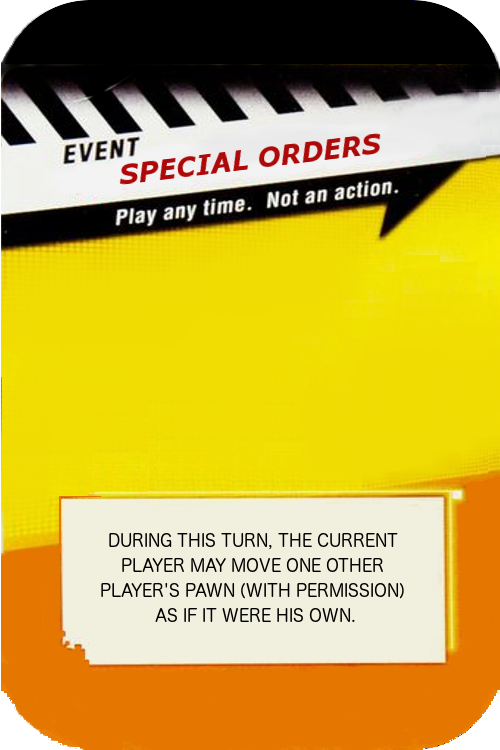 EVENT
SPECIAL ORDERS
Play any time. Not an action.
DURING THIS TURN, THE CURRENT
PLAYER MAY MOVE ONE OTHER
PLAYER'S PAWN (WITH PERMISSION)
AS IF IT WERE HIS OWN.